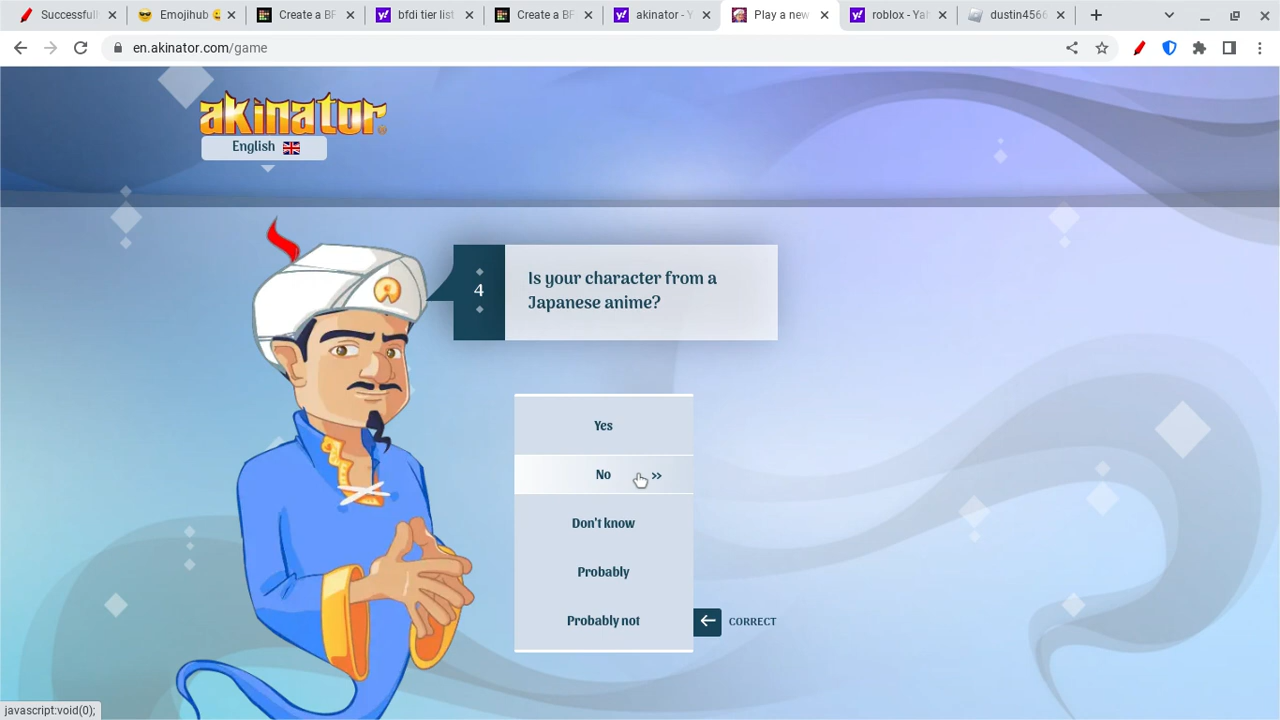 Successful
Emojihub
Create a BF
bfdi tier list
Create a BF
akinator - Y
Play a new
roblox - Ya
dustin4566
en.akinator.com/game
akinator
English
4
Is your character from a
Japanese anime?
Yes
No
Don't know
Probably
Probably not
CORRECT
javascript:void(0);